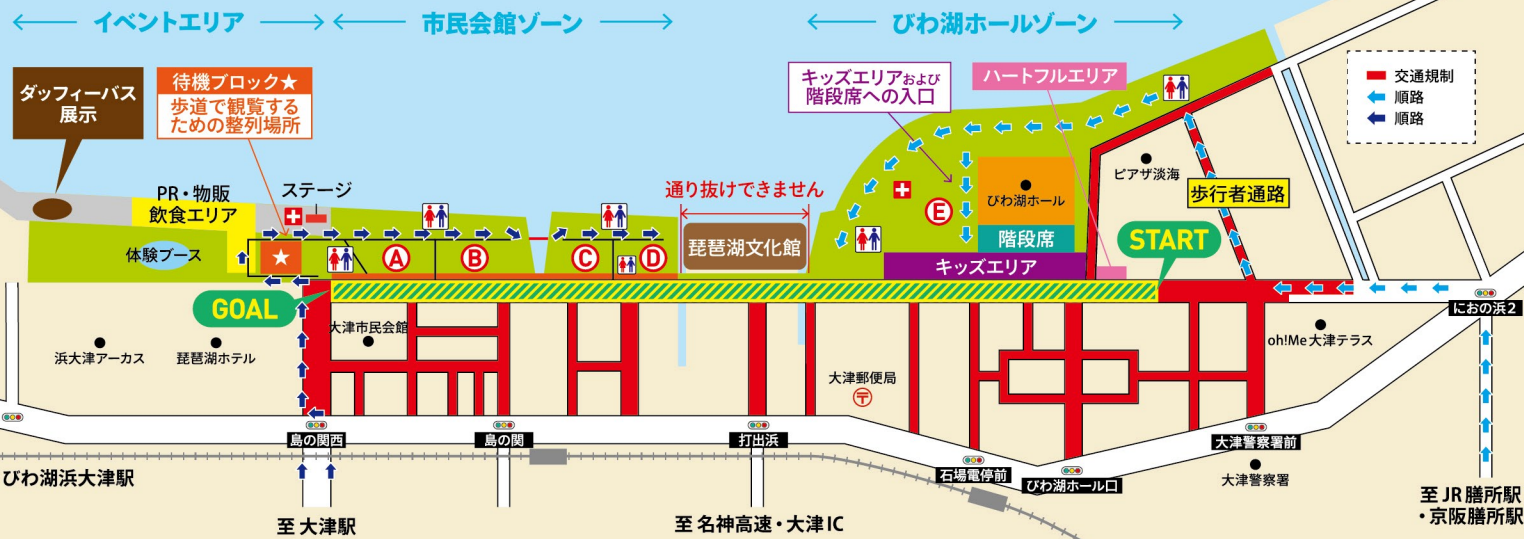 イベントエリア
市民会館ゾーン
びわ湖ホールゾーン
ダッフィーバス
展示
待機ブロック★
歩道で観覧する
ための整列場所
キッズエリアおよび
階段席への入口
ハートフルエリア
交通規制
順路
順路
PR・物販
飲食エリア
ステージ
通り抜けできません
ピアザ淡海
歩行者通路
びわ湖ホール
E
階段席
START
体験ブース
★
A
B
C
D
琵琶湖文化館
キッズエリア
GOAL
大津市民会館
浜大津アーカス
琵琶湖ホテル
大津郵便局
〒
oh!Me大津テラス
におの浜2
島の関西
島の関
打出浜
石場電停前
びわ湖ホール口
大津警察署前
大津警察署
びわ湖浜大津駅
至 大津駅
至 名神高速・大津IC
至 JR膳所駅
・京阪膳所駅